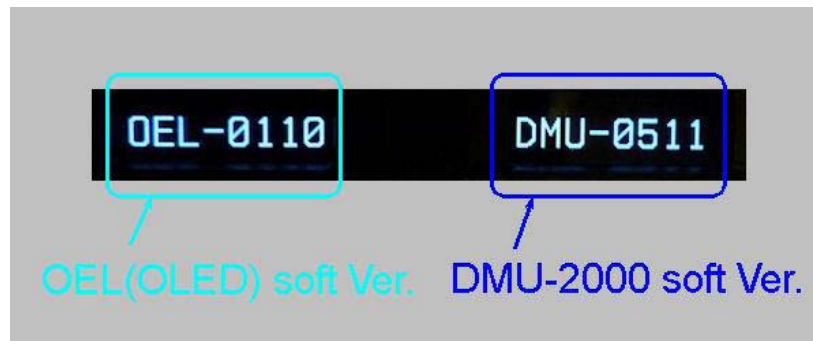 OEL-0110 DMU-0511
OEL(OLED) soft Ver. DMU-2000 soft Ver.